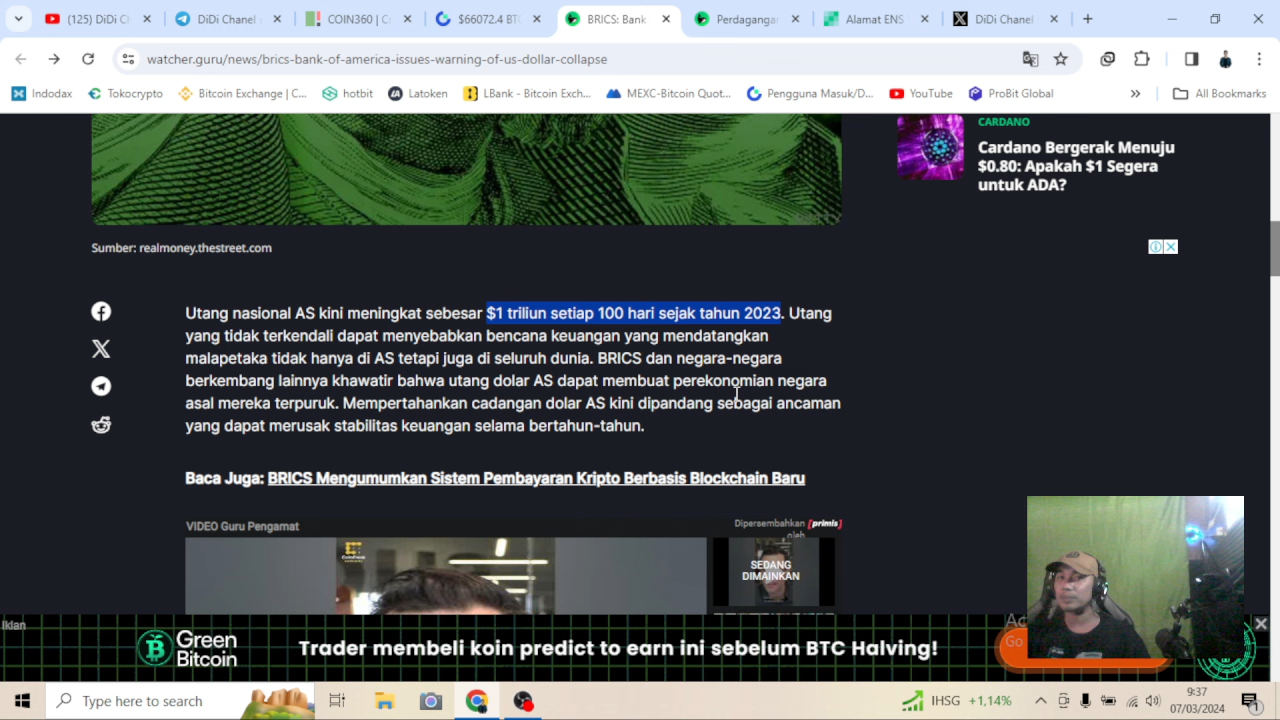 (125) DiDi C
DiDi Chanel
COIN360 | C
$66072.4 BT
BRICS: Bank
Perdagangan
Alamat ENS
DiDi Chanel
watcher.guru/news/brics-bank-of-america-issues-warning-of-us-dollar-collapse
Indodax
Tokocrypto
Bitcoin Exchange | C...
hotbit
Latoken
LBank - Bitcoin Exch...
MEXC-Bitcoin Quot...
Pengguna Masuk/D...
YouTube
ProBit Global
All Bookmarks
CARDANO
Cardano Bergerak Menuju
$0.80: Apakah $1 Segera
untuk ADA?
Sumber: realmoney.thestreet.com
Utang nasional AS kini meningkat sebesar $1 triliun setiap 100 hari sejak tahun 2023. Utang
yang tidak terkendali dapat menyebabkan bencana keuangan yang mendatangkan
malapetaka tidak hanya di AS tetapi juga di seluruh dunia. BRICS dan negara-negara
berkembang lainnya khawatir bahwa utang dolar AS dapat membuat perekonomian negara
asal mereka terpuruk. Mempertahankan cadangan dolar AS kini dipandang sebagai ancaman
yang dapat merusak stabilitas keuangan selama bertahun-tahun.
Baca Juga: BRICS Mengumumkan Sistem Pembayaran Kripto Berbasis Blockchain Baru
VIDEO Guru Pengamat
Dipersembahkan [primis]
oleh
SEDANG
DIMAINKAN
Iklan
Green
Bitcoin
Trader membeli koin predict to earn ini sebelum BTC Halving!
Go
Type here to search
IHSG +1,14%
9:37
07/03/2024
1